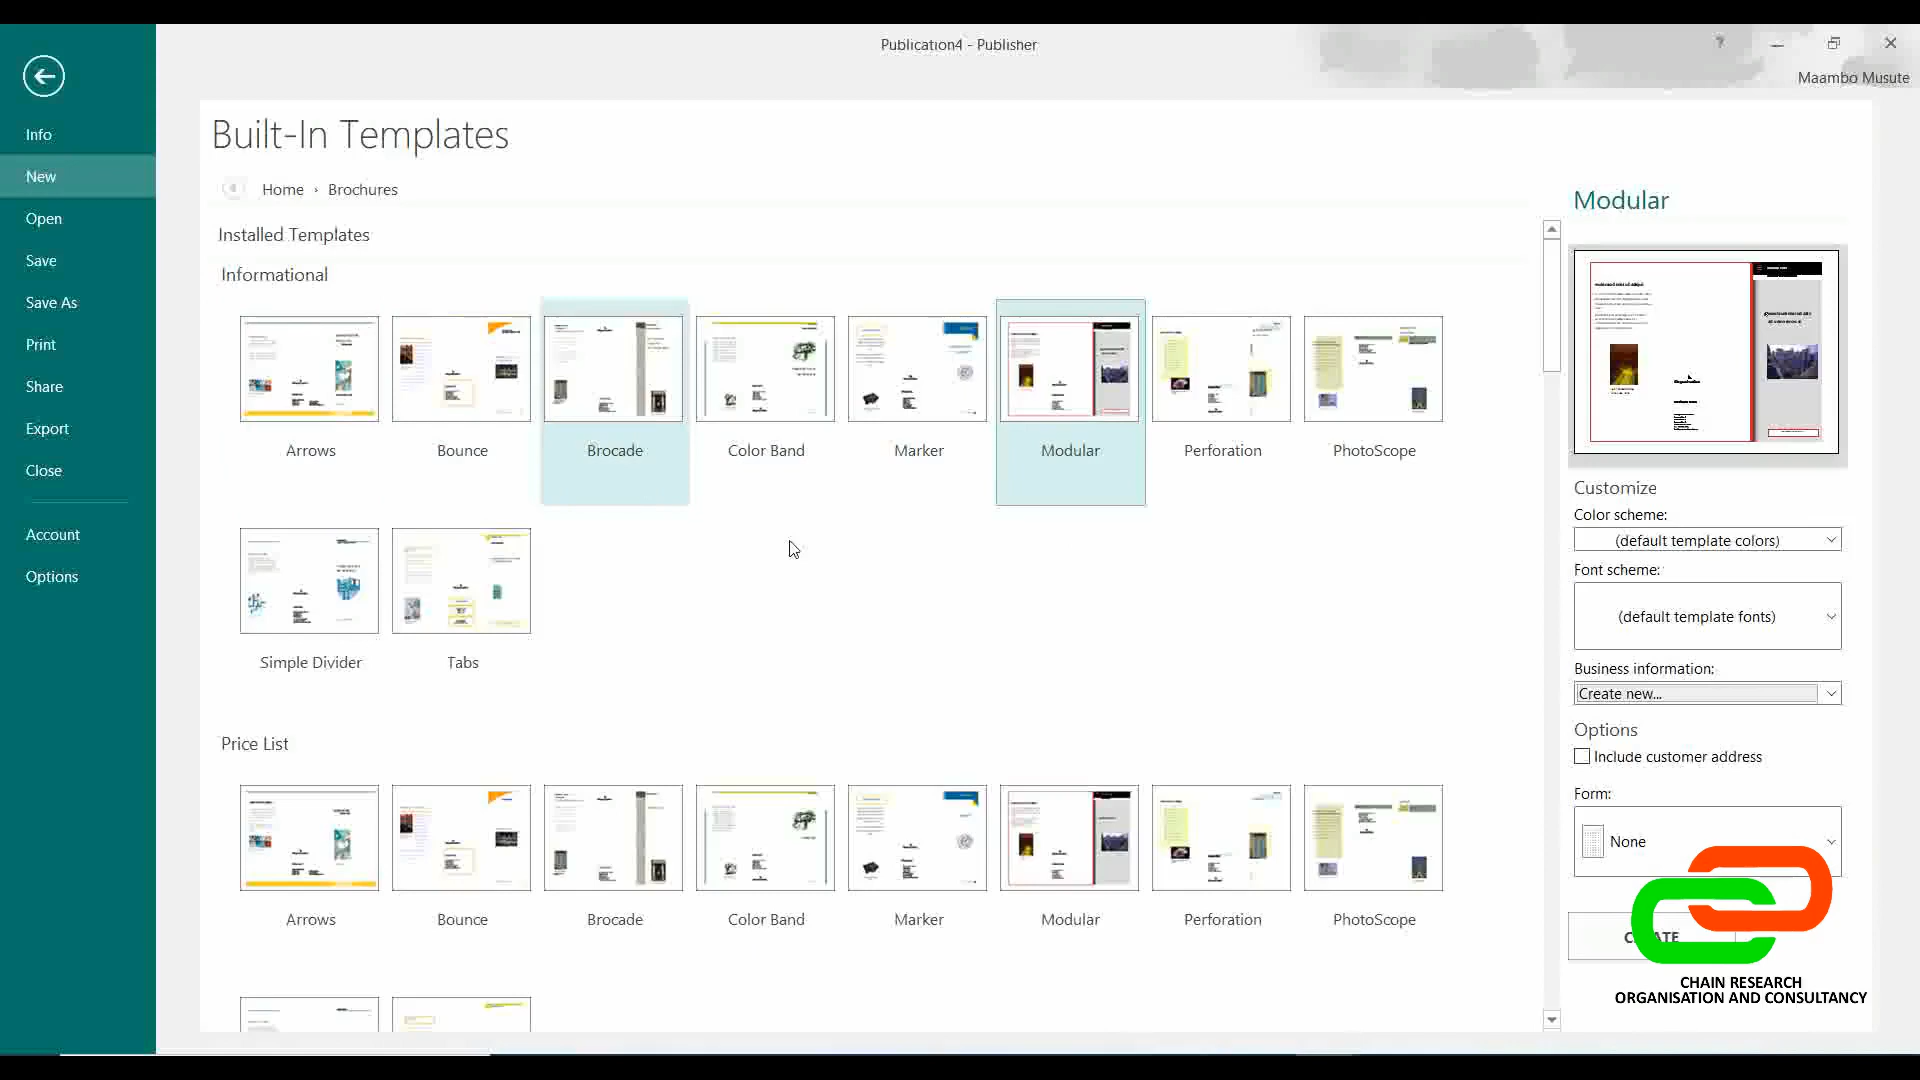 Publication4 - Publisher
?
Maambo Musute
Info
New
Open
Save
Save As
Print
Share
Export
Close
Account
Options
Built-In Templates
Home › Brochures
Installed Templates
Informational
Arrows
Bounce
Brocade
Color Band
Marker
Modular
Perforation
PhotoScope
Simple Divider
Tabs
Price List
Arrows
Bounce
Brocade
Color Band
Marker
Modular
Perforation
PhotoScope
Modular
Customize
Color scheme:
(default template colors)
Font scheme:
(default template fonts)
Business information:
Create new...
Options
Include customer address
Form:
None
CHAIN RESEARCH
ORGANISATION AND CONSULTANCY